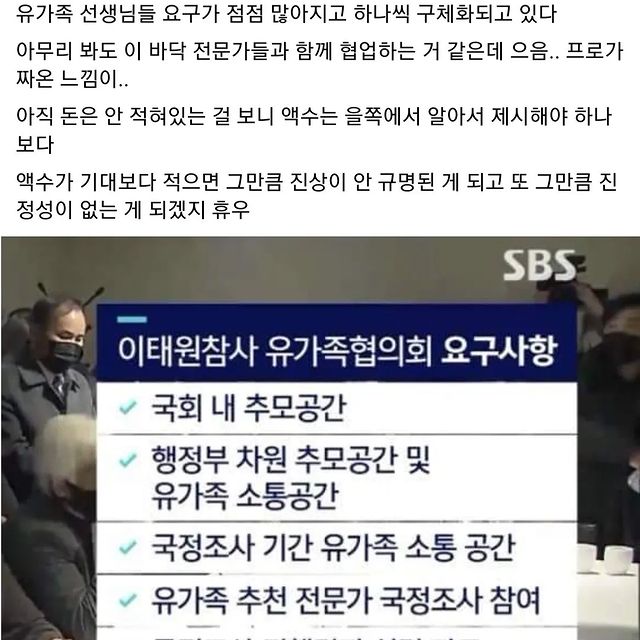 유가족 선생님들 요구가 점점 많아지고 하나씩 구체화되고 있다
아무리 봐도 이 바닥 전문가들과 함께 협업하는 거 같은데 으음.. 프로가
짜온 느낌이..
아직 돈은 안 적혀있는 걸 보니 액수는 을쪽에서 알아서 제시해야 하나
보다
액수가 기대보다 적으면 그만큼 진상이 안 규명된 게 되고 또 그만큼 진
정성이 없는 게 되겠지 휴우
SBS
이태원참사 유가족협의회 요구사항
국회 내 추모공간
행정부 차원 추모공간 및
유가족 소통공간
국정조사 기간 유가족 소통 공간
유가족 추천 전문가 국정조사 참여